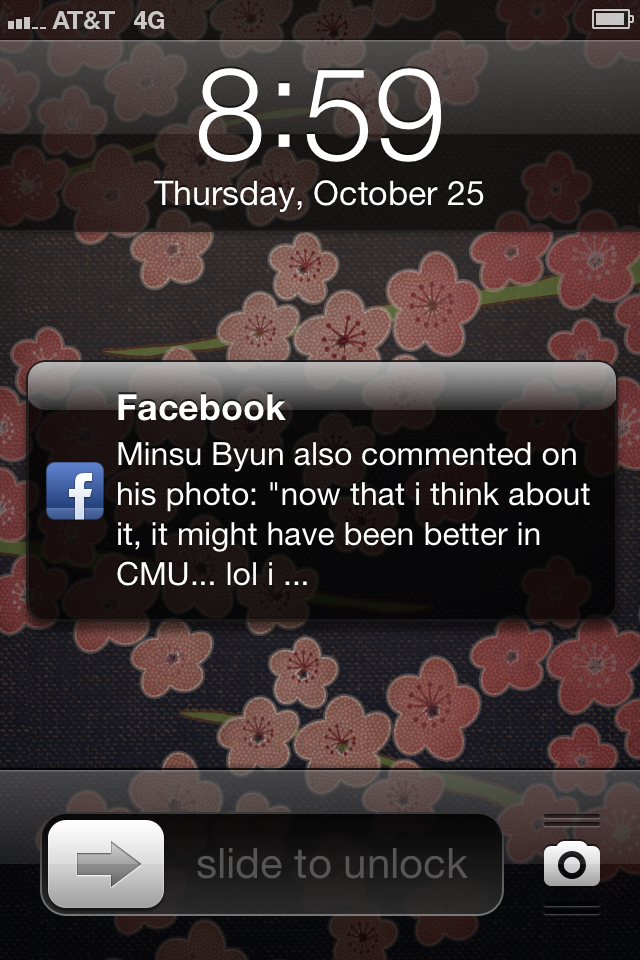 AT&T 4G
8:59
Thursday, October 25
Facebook
Minsu Byun also commented on
his photo: "now that i think about
it, it might have been better in
CMU... lol i ...
slide to unlock